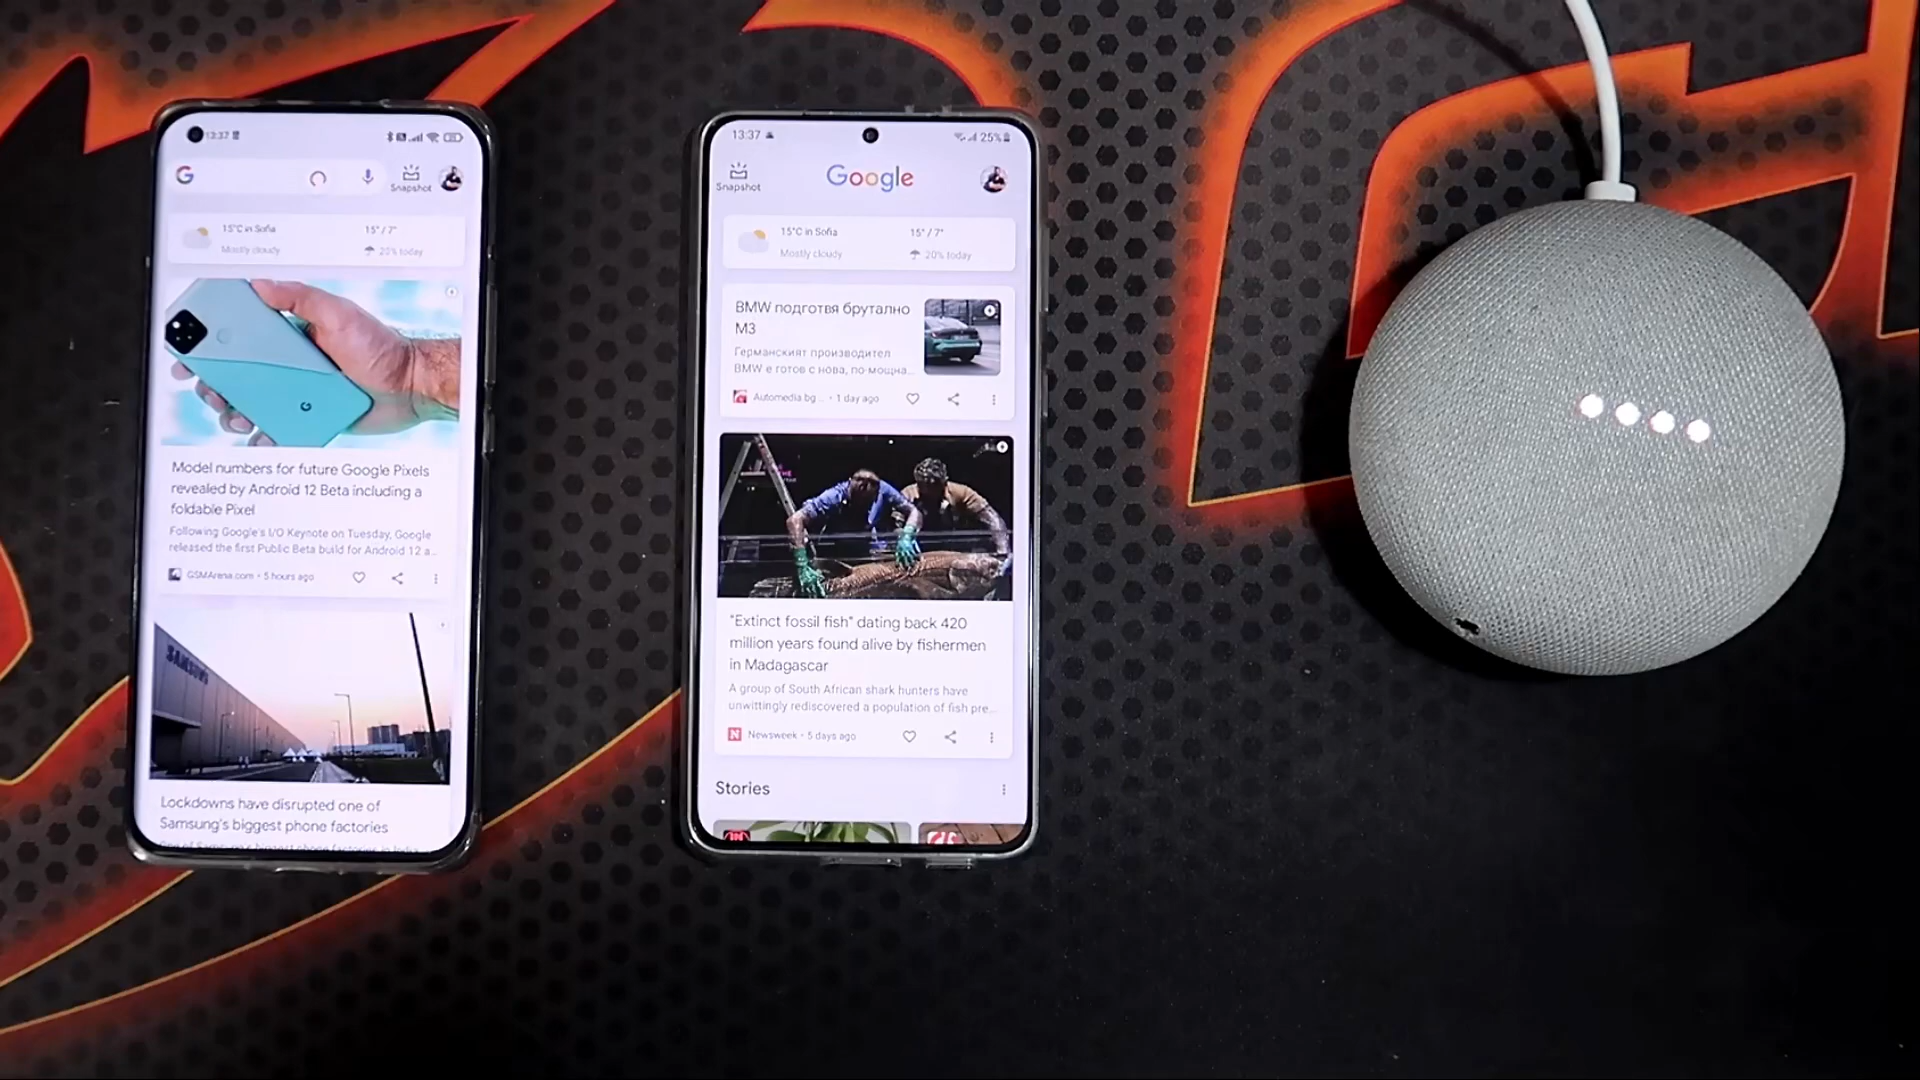 13:37
Snapshot
15°C in Sofia
15° / 7°
Mostly cloudy
20% today
Model numbers for future Google Pixels
revealed by Android 12 Beta including a
foldable Pixel
Following Google's I/O Keynote on Tuesday, Google
released the first Public Beta build for Android 12 a...
GSMArena.com • 5 hours ago
SAMSUNG
Lockdowns have disrupted one of
Samsung's biggest phone factories
13:37
25%
Snapshot
Google
15°C in Sofia
15° / 7°
Mostly cloudy
20% today
BMW подготвя брутално
M3
Германският производител
BMW е готов с нова, по-мощна...
Automedia.bg ... • 1 day ago
"Extinct fossil fish" dating back 420
million years found alive by fishermen
in Madagascar
A group of South African shark hunters have
unwittingly rediscovered a population of fish pre...
N Newsweek • 5 days ago
Stories